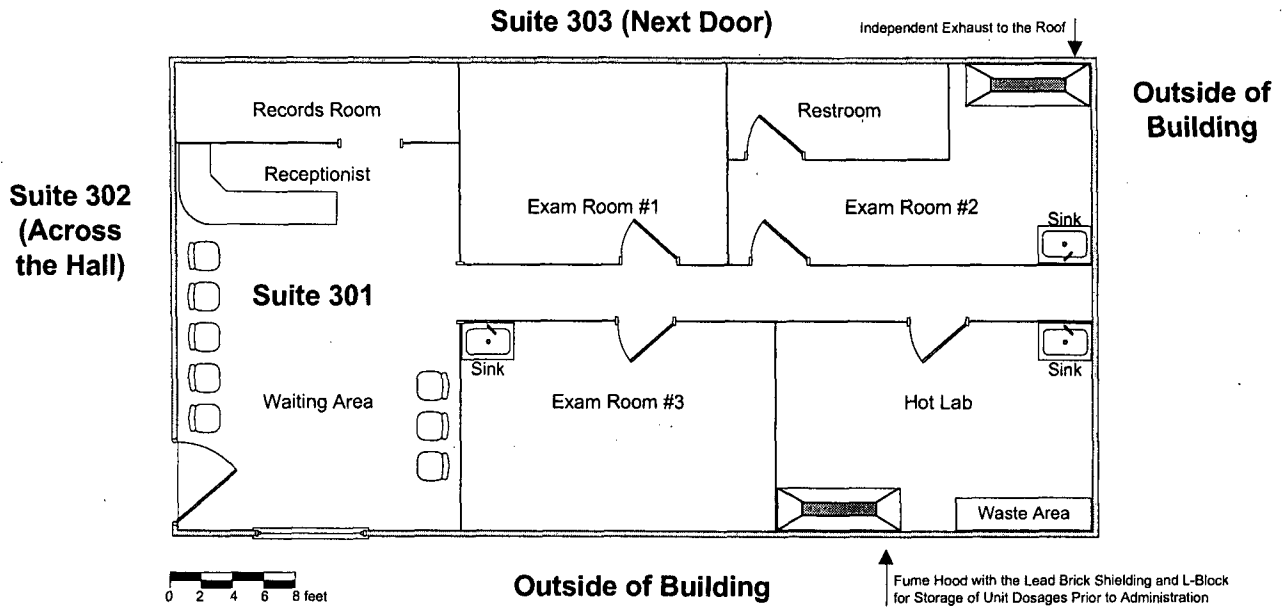 Suite 303 (Next Door)
Independent Exhaust to the Roof
Outside of
Building
Records Room
Restroom
Receptionist
Suite 302
(Across
the Hall)
Exam Room #1
Exam Room #2
Sink
Suite 301
Sink
Sink
Waiting Area
Exam Room #3
Hot Lab
Waste Area
0 2 4 6 8 feet
Outside of Building
Fume Hood with the Lead Brick Shielding and L-Block
for Storage of Unit Dosages Prior to Administration